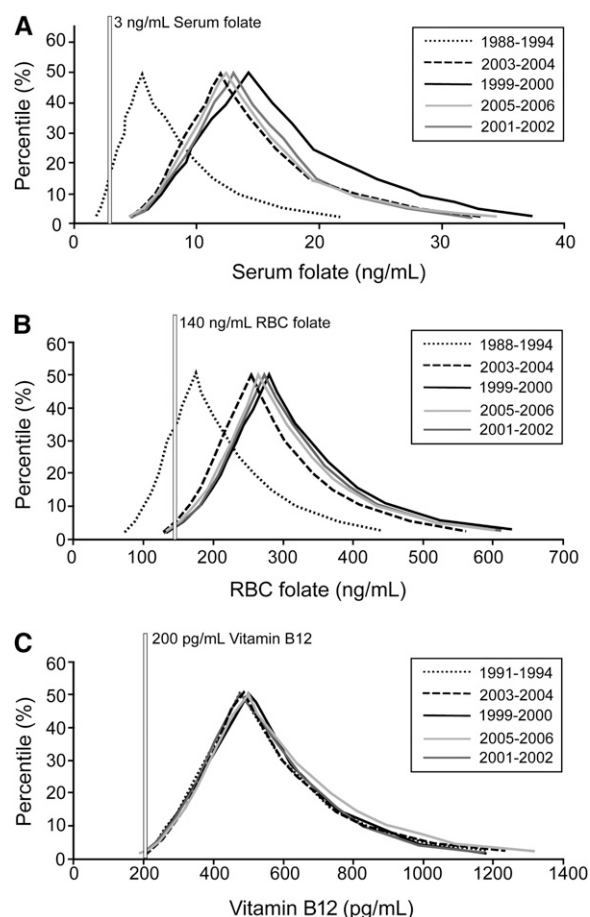 A
3 ng/mL Serum folate
Percentile (%)
60
50
40
30
20
10
0
1988-1994
2003-2004
1999-2000
2005-2006
2001-2002
0 10 20 30 40
Serum folate (ng/mL)
B
140 ng/mL RBC folate
Percentile (%)
60
50
40
30
20
10
0
1988-1994
2003-2004
1999-2000
2005-2006
2001-2002
0 100 200 300 400 500 600 700
RBC folate (ng/mL)
C
200 pg/mL Vitamin B12
Percentile (%)
60
50
40
30
20
10
0
1991-1994
2003-2004
1999-2000
2005-2006
2001-2002
0 200 400 600 800 1000 1200 1400
Vitamin B12 (pg/mL)